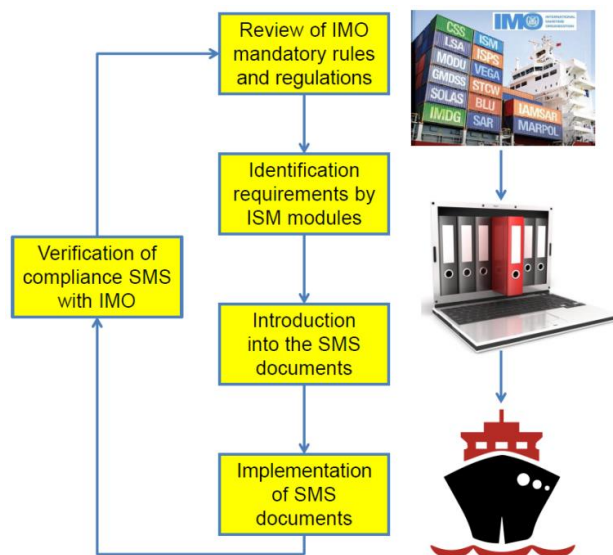 Review of IMO
mandatory rules
and regulations
Identification
requirements by
ISM modules
Verification of
compliance SMS
with IMO
Introduction
into the SMS
documents
Implementation
of SMS
documents
IMO
INTERNATIONAL
MARITIME
ORGANIZATION
CSS
ISM
LSA
ISPS
MODU
VEGA
GMDSS
STCW
SOLAS
BLU
IAMSAR
IMDG
SAR
MARPOL